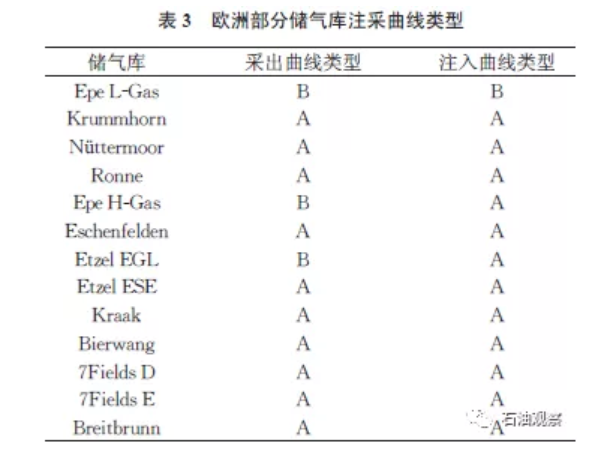 表 3 欧洲部分储气库注采曲线类型
储气库 采出曲线类型 注入曲线类型
Epe L-Gas B B
Krummhorn A A
Nüttermoor A A
Ronne A A
Epe H-Gas B A
Eschenfelden A A
Etzel EGL B A
Etzel ESE A A
Kraak A A
Bierwang A A
7Fields D A A
7Fields E A A
Breitbrunn A A
石油观察